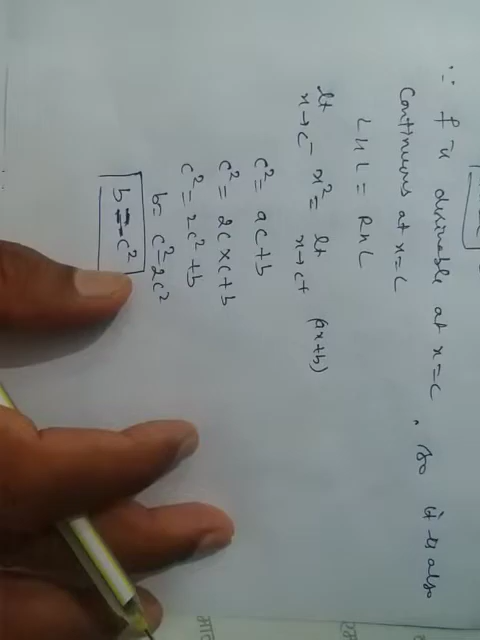 ∵ f is derivable at x=c. So it is also
Continuous at x=c
LHL = RHL
lt x→c⁻ x² = lt x→c+ (ax+b)
c² = ac+b
c² = 2c×c+b
c² = 2c²+b
b= c²-2c²
b=-c²